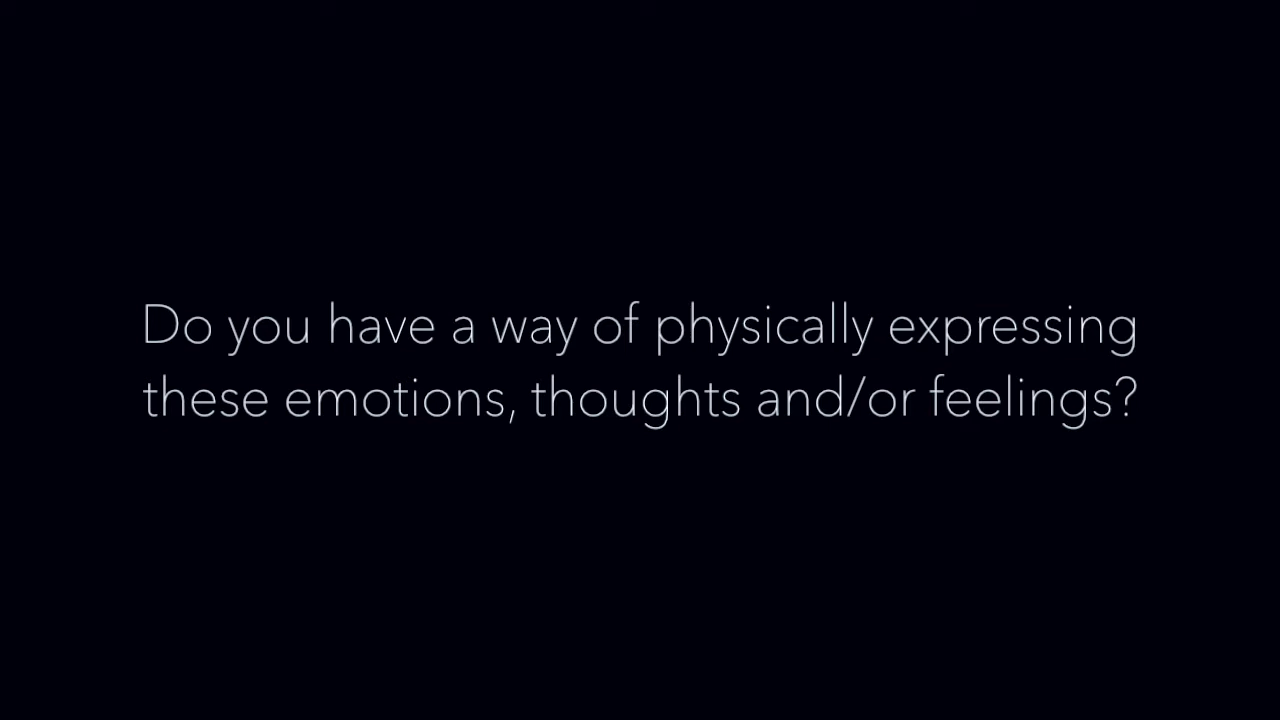 Do you have a way of physically expressing
these emotions, thoughts and/or feelings?